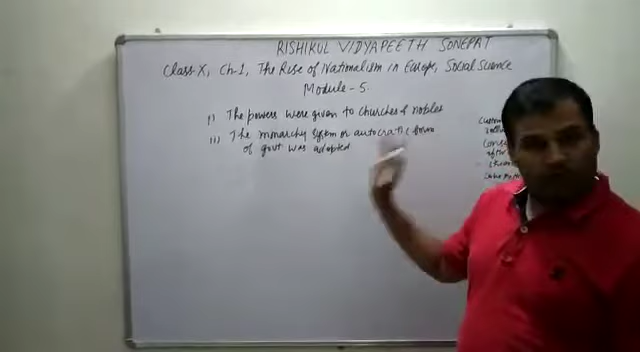 RISHIKUL VIDYAPEETH SONEPAT
Class X, Ch-1, The Rise of Nationalism in Europe, Social Science
Module - 5.
i) The powers were given to churches & nobles
ii) The monarchy system or autocratic form
of govt was adopted